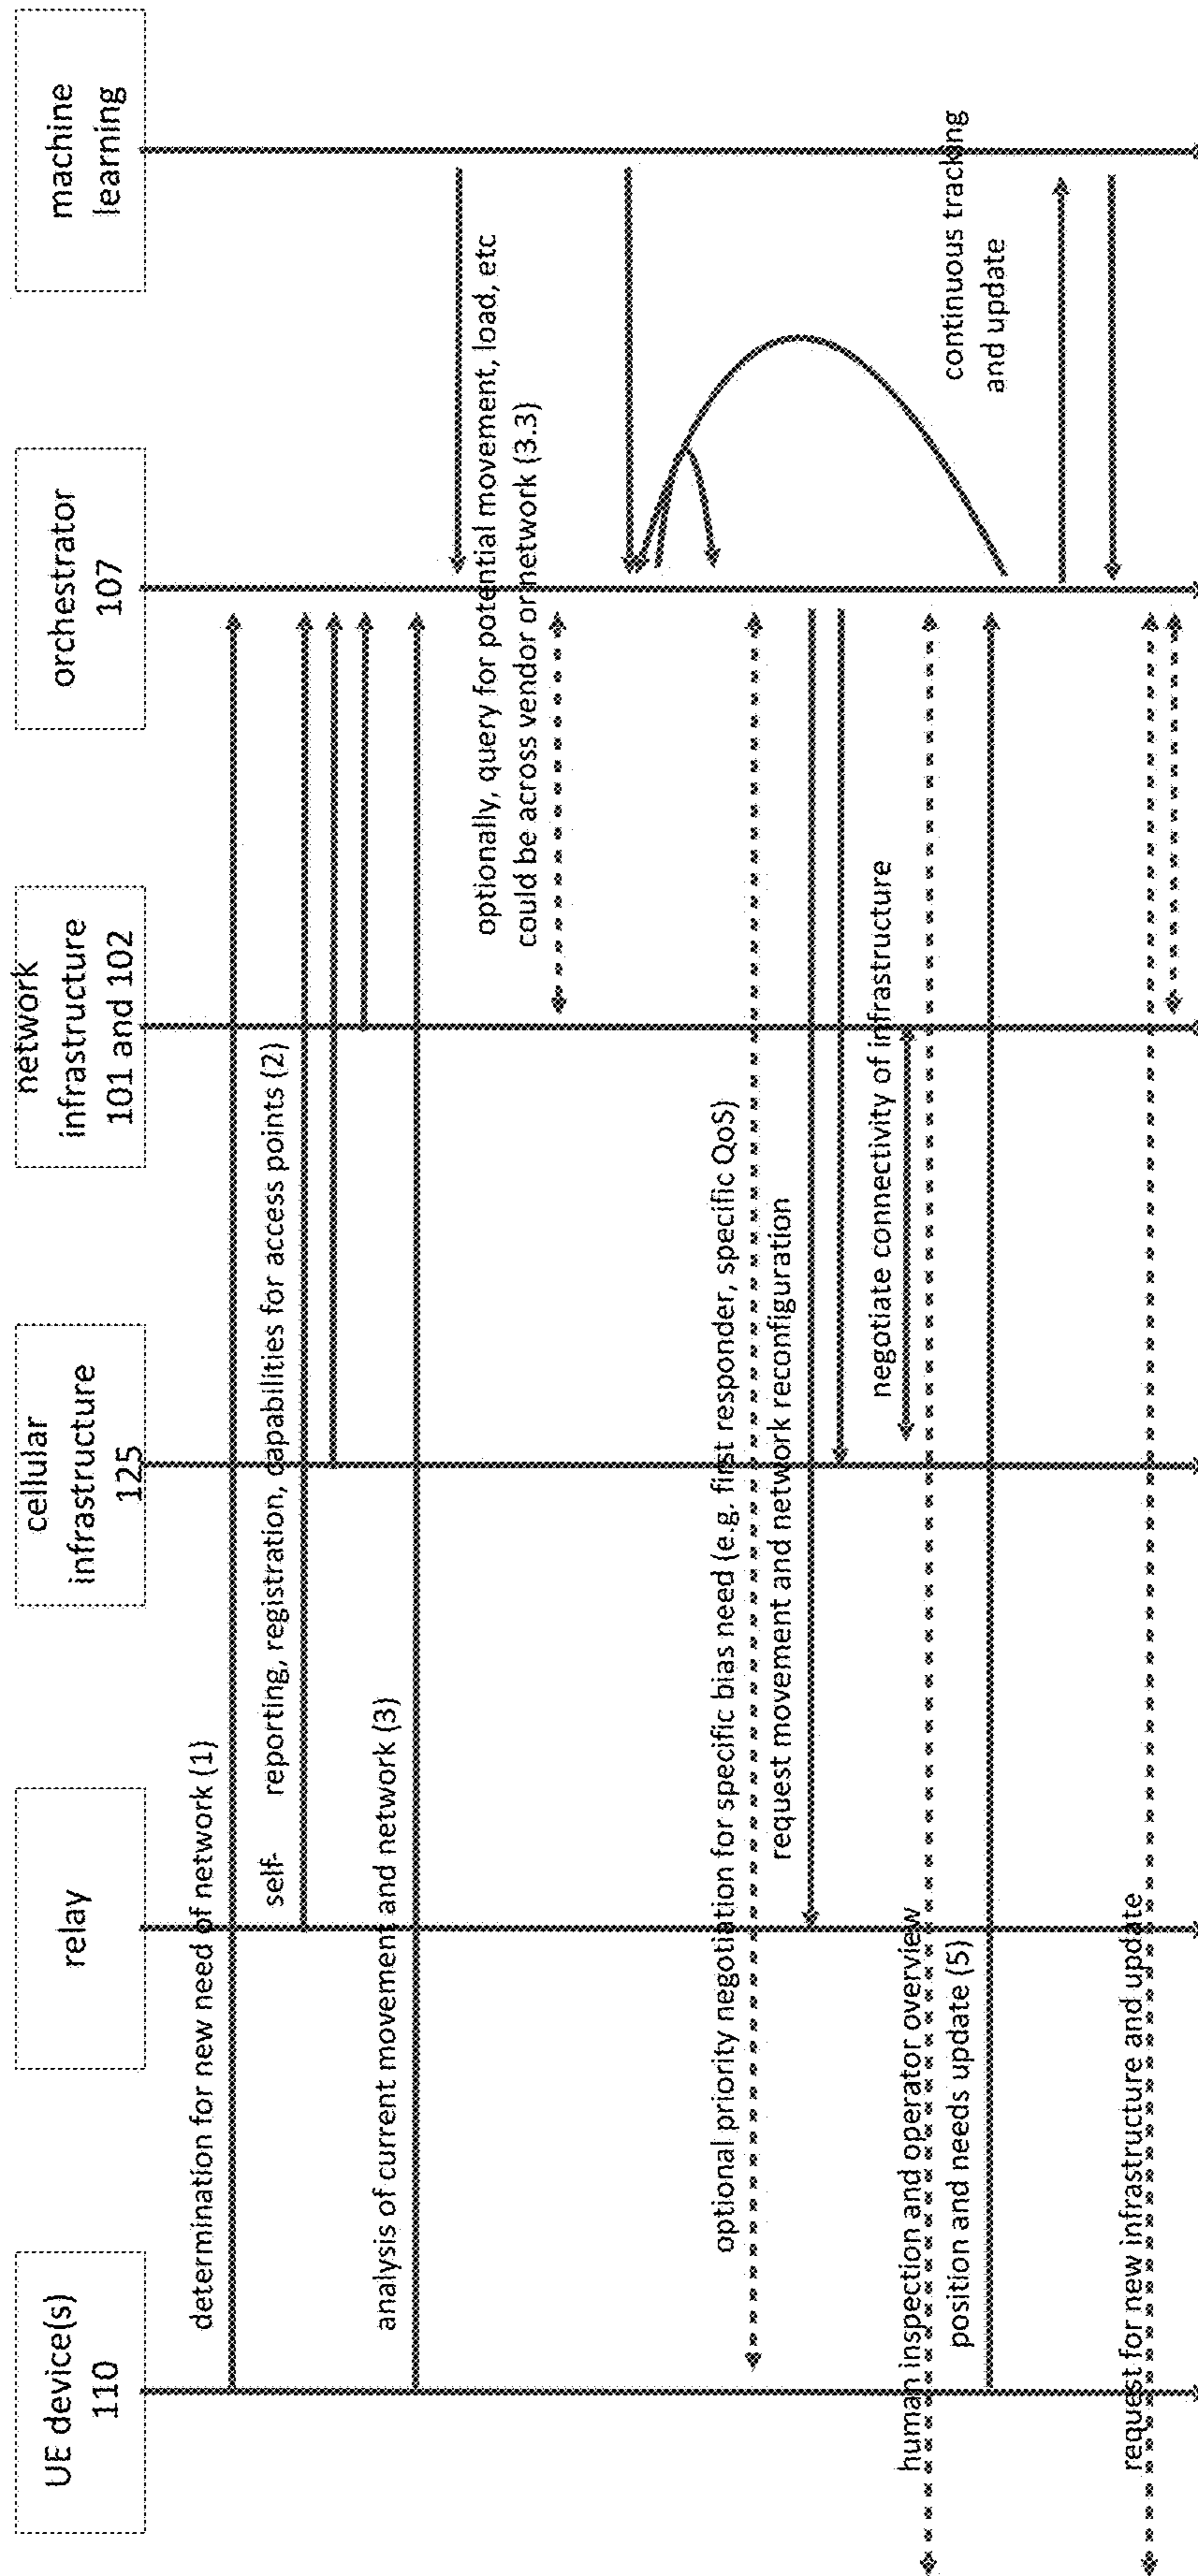 UE device(s)
110
relay
cellular
infrastructure
125
network
infrastructure
101 and 102
orchestrator
107
machine
learning
determination for new need of network (1)
self- reporting, registration, capabilities for access points (2)
analysis of current movement and network (3)
optionally, query for potential movement, load, etc
could be across vendor or network (3.3)
optional priority negotiation for specific bias need (e.g. first responder, specific QoS)
request movement and network reconfiguration
negotiate connectivity of infrastructure
human inspection and operator overview
position and needs update (5)
continuous tracking
and update
request for new infrastructure and update